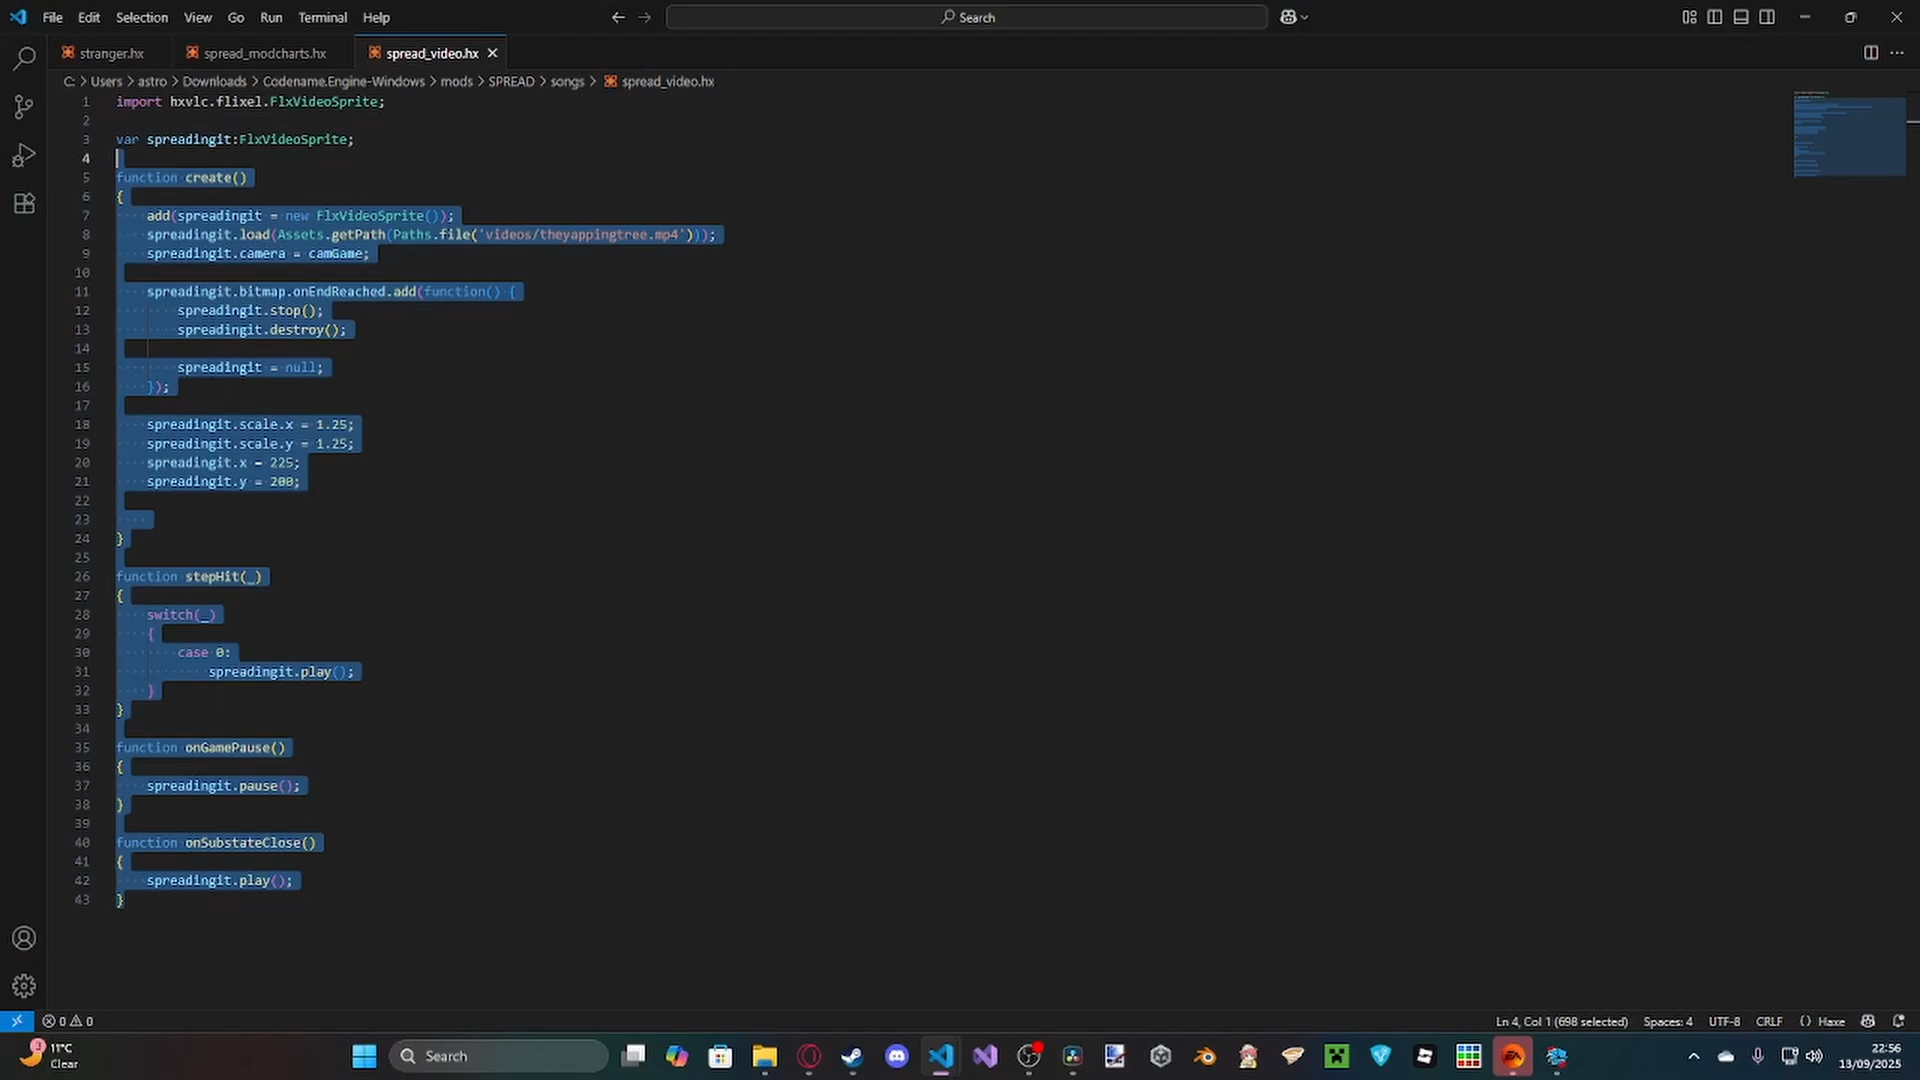 File Edit Selection View Go Run Terminal Help
Search
stranger.hx spread_modcharts.hx spread_video.hx
C: > Users > astro > Downloads > Codename.Engine-Windows > mods > SPREAD > songs > spread_video.hx
1 import hxvlc.flixel.FlxVideoSprite;
2
3 var spreadingit:FlxVideoSprite;
4
5 function create()
6 {
7 add(spreadingit = new FlxVideoSprite());
8 spreadingit.load(Assets.getPath(Paths.file('videos/theyappingtree.mp4')));
9 spreadingit.camera = camGame;
10
11 spreadingit.bitmap.onEndReached.add(function() {
12 spreadingit.stop();
13 spreadingit.destroy();
14
15 spreadingit = null;
16 });
17
18 spreadingit.scale.x = 1.25;
19 spreadingit.scale.y = 1.25;
20 spreadingit.x = 225;
21 spreadingit.y = 200;
22
23
24 }
25
26 function stepHit(_)
27 {
28 switch(_)
29 {
30 case 0:
31 spreadingit.play();
32 }
33 }
34
35 function onGamePause()
36 {
37 spreadingit.pause();
38 }
39
40 function onSubstateClose()
41 {
42 spreadingit.play();
43 }
0 0 Ln 4, Col 1 (698 selected) Spaces: 4 UTF-8 CRLF {} Haxe
3 11°C
Clear
Search
EA
22:56
13/09/2025